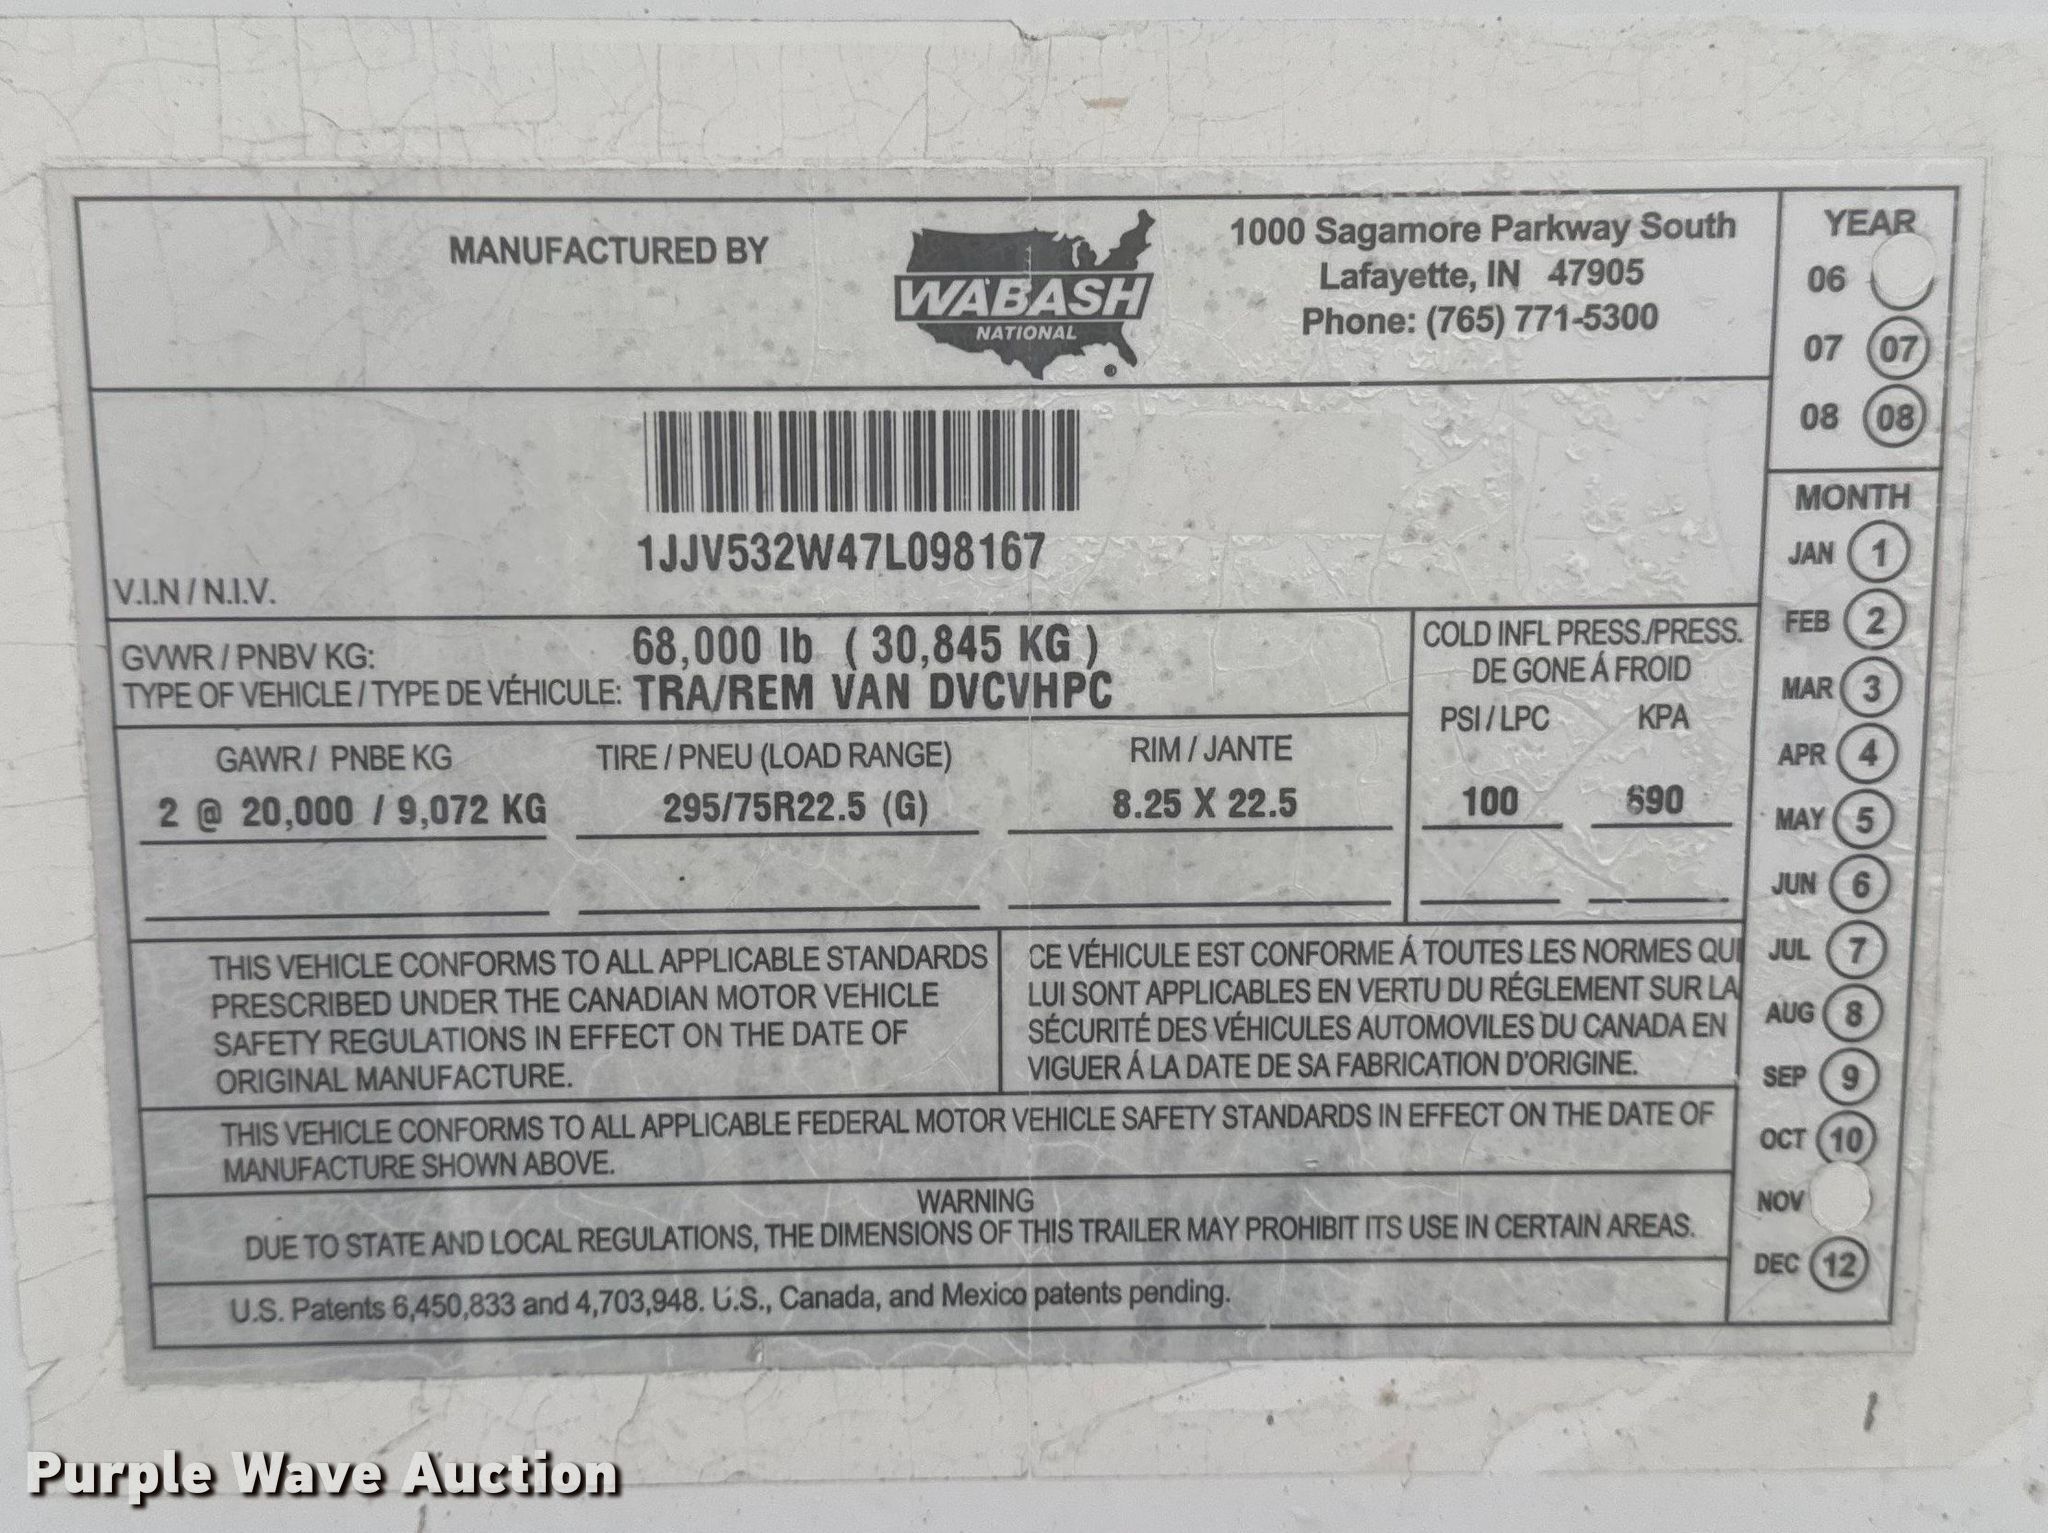 MANUFACTURED BY
WABASH
NATIONAL
®
1000 Sagamore Parkway South
Lafayette, IN 47905
Phone: (765) 771-5300
YEAR
06
07 07
08 08
1JJV532W47L098167
V.I.N / N.I.V.
GVWR / PNBV KG: 68,000 lb ( 30,845 KG )
TYPE OF VEHICLE / TYPE DE VÉHICULE: TRA/REM VAN DVCVHPC
COLD INFL PRESS./PRESS.
DE GONE Á FROID
PSI / LPC KPA
100 690
GAWR / PNBE KG TIRE / PNEU (LOAD RANGE) RIM / JANTE
2 @ 20,000 / 9,072 KG 295/75R22.5 (G) 8.25 X 22.5
MONTH
JAN 1
FEB 2
MAR 3
APR 4
MAY 5
JUN 6
JUL 7
AUG 8
SEP 9
OCT 10
NOV
DEC 12
THIS VEHICLE CONFORMS TO ALL APPLICABLE STANDARDS
PRESCRIBED UNDER THE CANADIAN MOTOR VEHICLE
SAFETY REGULATIONS IN EFFECT ON THE DATE OF
ORIGINAL MANUFACTURE.
CE VÉHICULE EST CONFORME Á TOUTES LES NORMES QUI
LUI SONT APPLICABLES EN VERTU DU RÉGLEMENT SUR LA
SÉCURITÉ DES VÉHICULES AUTOMOVILES DU CANADA EN
VIGUER Á LA DATE DE SA FABRICATION D'ORIGINE.
THIS VEHICLE CONFORMS TO ALL APPLICABLE FEDERAL MOTOR VEHICLE SAFETY STANDARDS IN EFFECT ON THE DATE OF
MANUFACTURE SHOWN ABOVE.
WARNING
DUE TO STATE AND LOCAL REGULATIONS, THE DIMENSIONS OF THIS TRAILER MAY PROHIBIT ITS USE IN CERTAIN AREAS.
U.S. Patents 6,450,833 and 4,703,948. U.S., Canada, and Mexico patents pending.
Purple Wave Auction